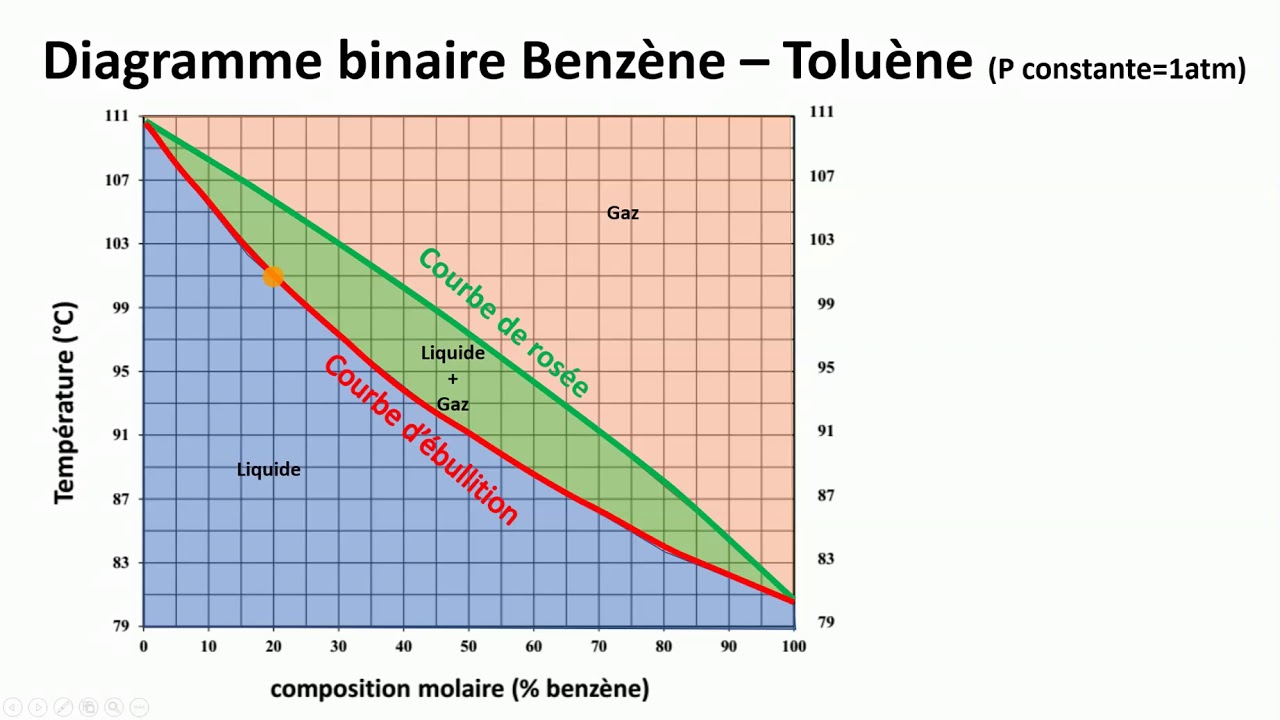 Diagramme binaire Benzène – Toluène (P constante=1atm)
111
107
103
99
95
91
87
83
79
Température (°C)
111
107
103
99
95
91
87
83
79
Gaz
Courbe de rosée
Liquide
+
Gaz
Courbe d'ébullition
Liquide
0 10 20 30 40 50 60 70 80 90 100
composition molaire (% benzène)